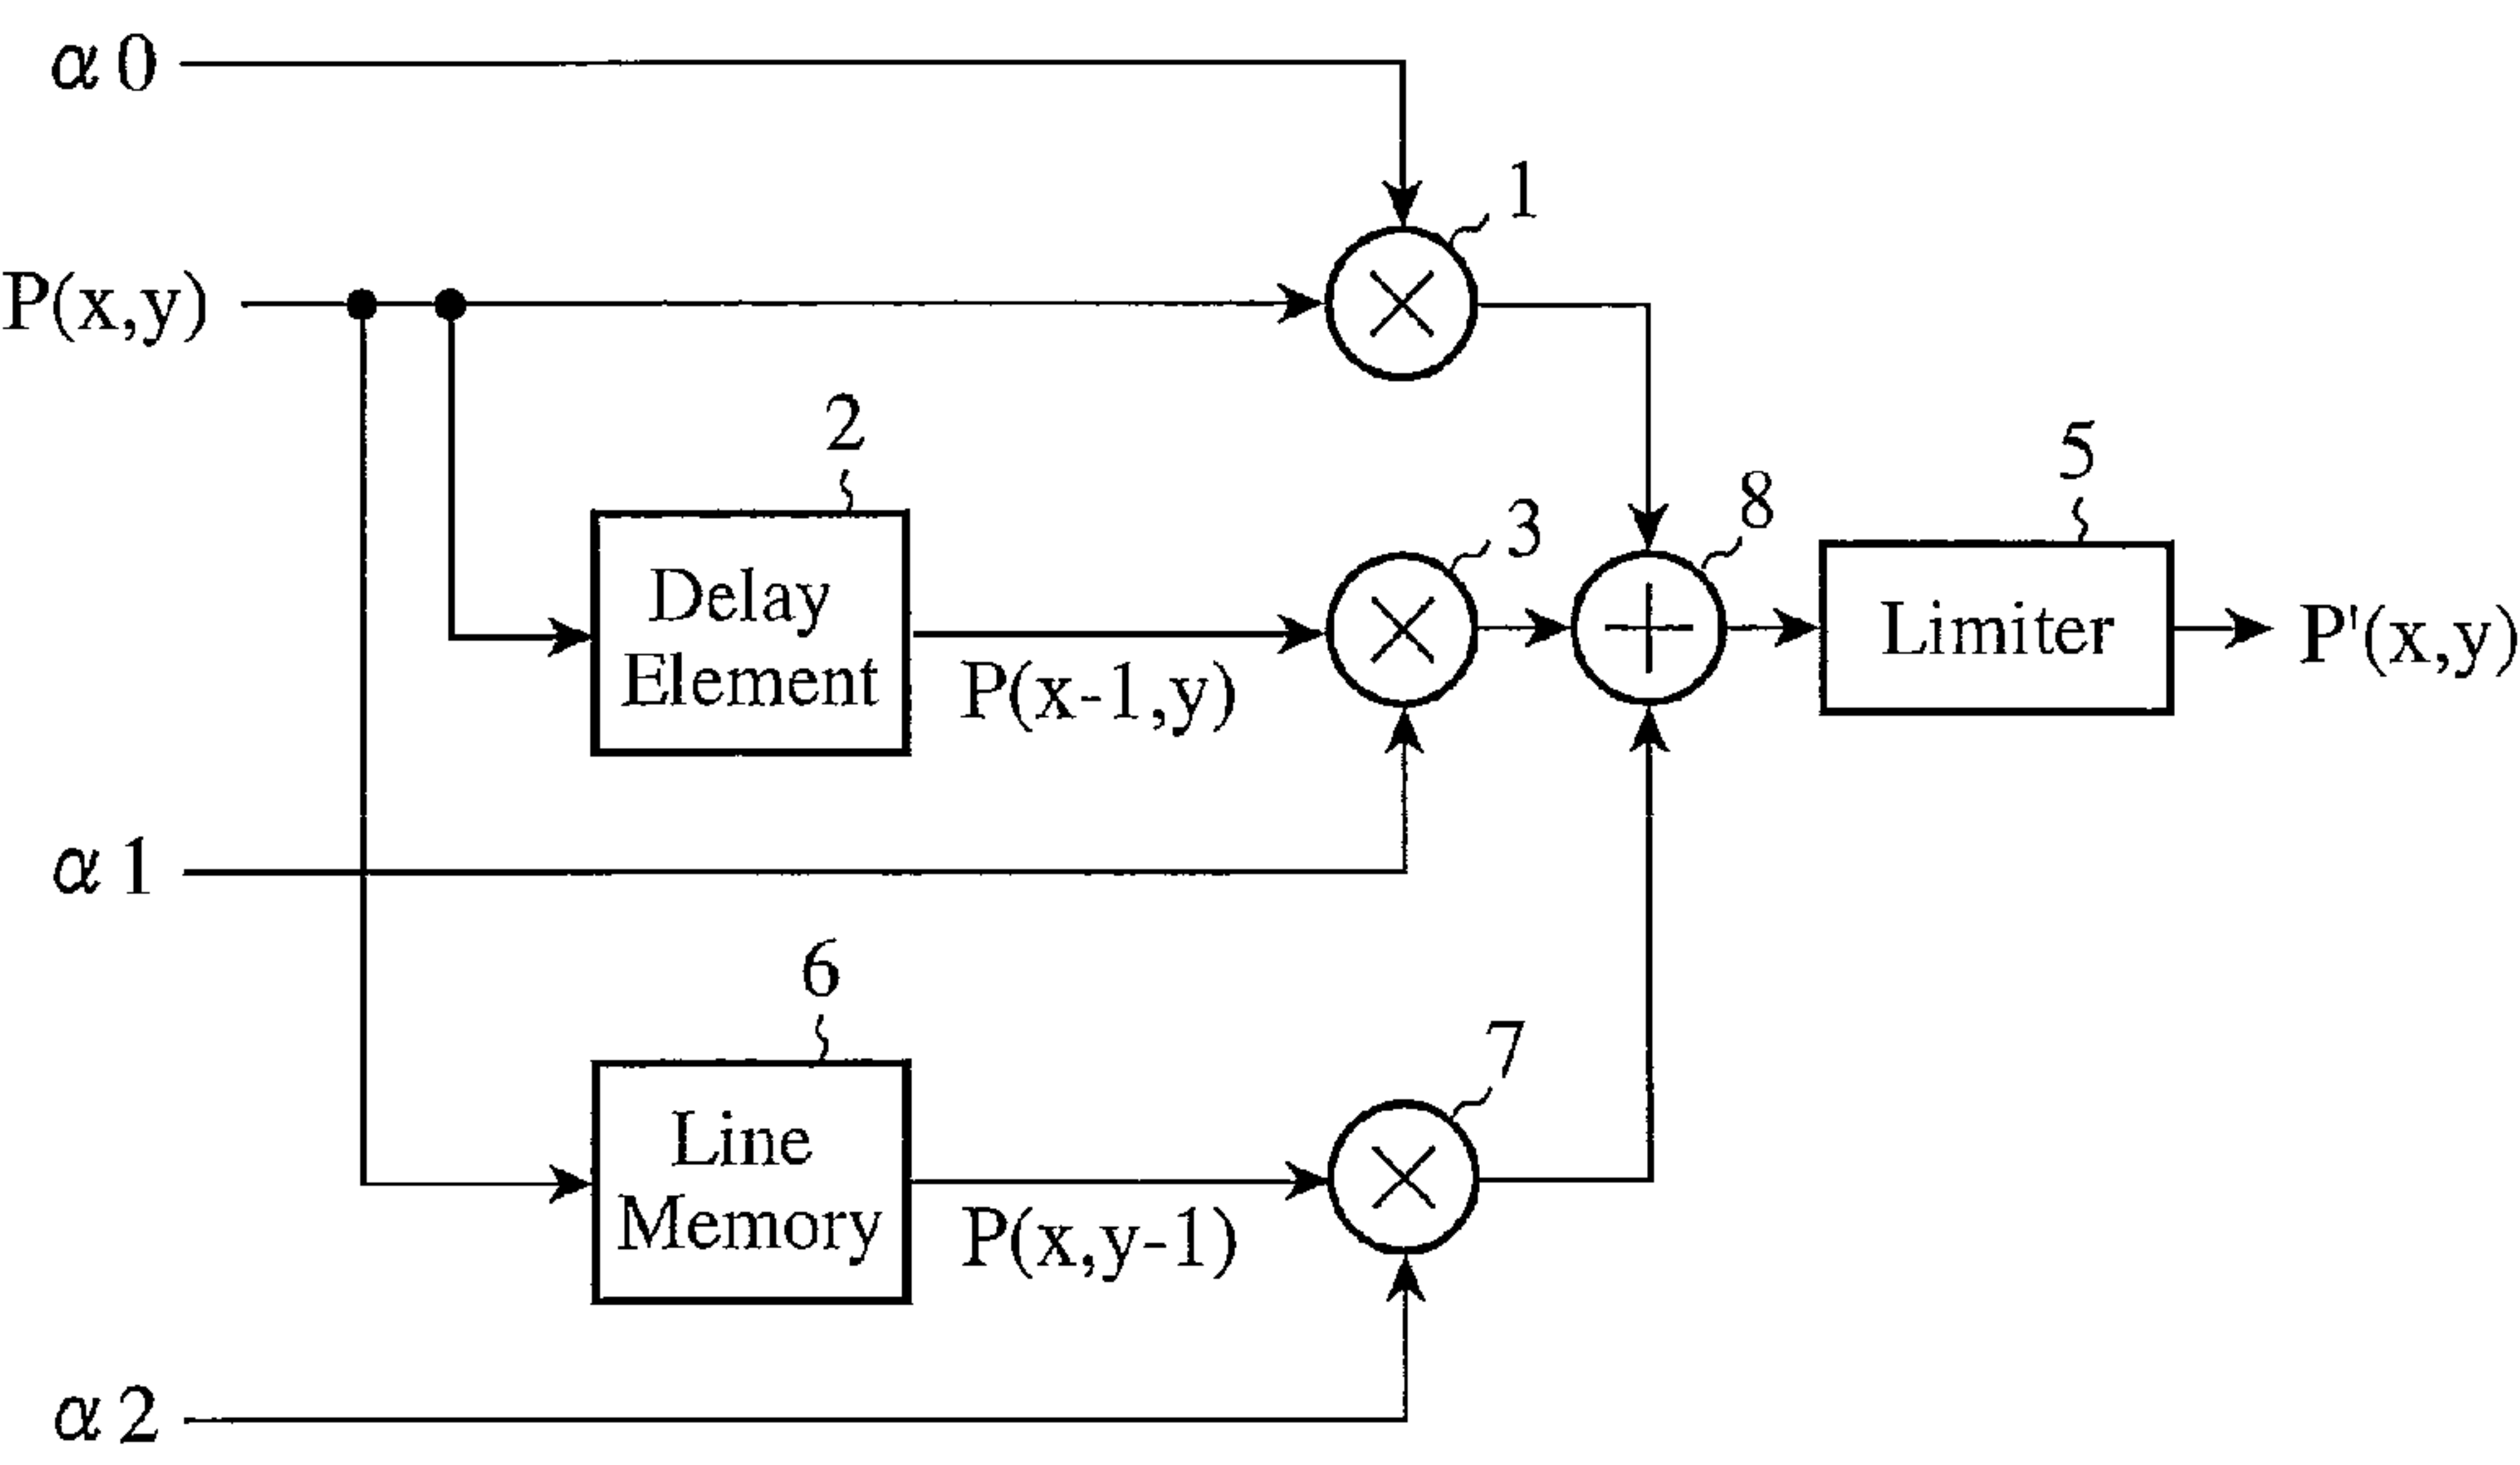 α0
1
P(x,y)
2
3
8
5
Delay
Element
P(x-1,y)
Limiter
P'(x,y)
α1
6
7
Line
Memory
P(x,y-1)
α2